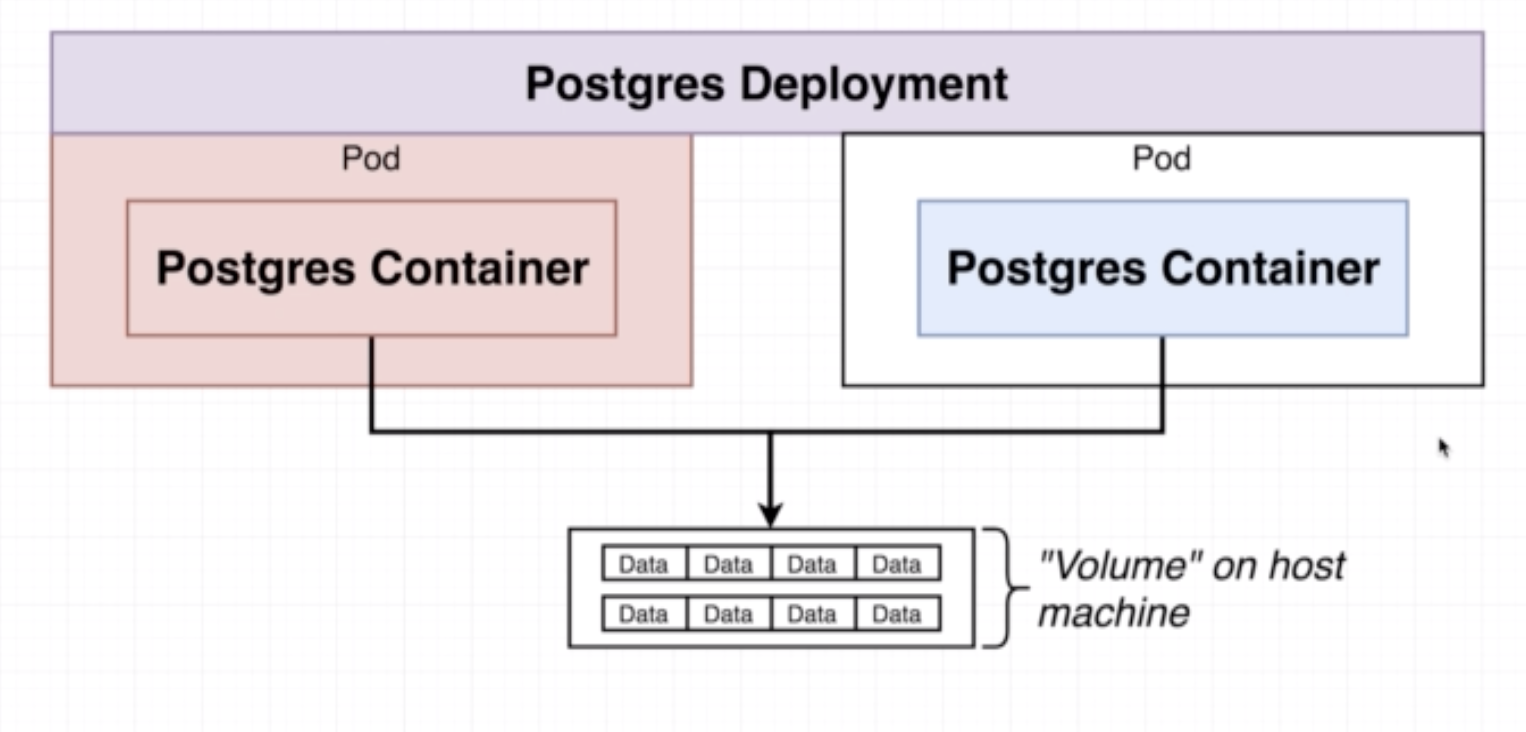 Postgres Deployment
Pod
Pod
Postgres Container
Postgres Container
Data Data Data Data
Data Data Data Data
"Volume" on host
machine